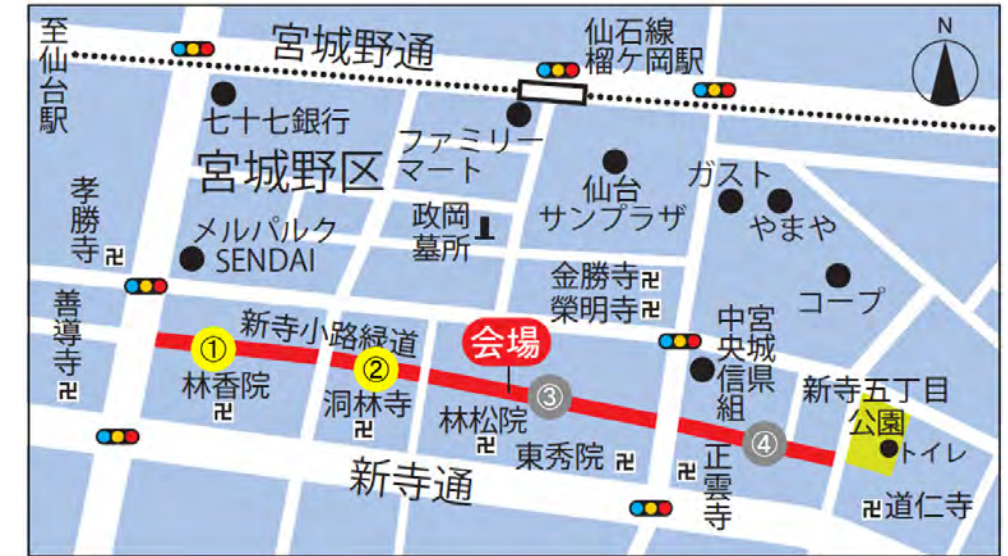 至仙台駅
宮城野通
仙石線
榴ケ岡駅
N
七十七銀行
ファミリー
マート
宮城野区
仙台
サンプラザ
ガスト
やまや
孝勝寺
メルパルク
SENDAI
政岡
墓所
金勝寺
榮明寺
コープ
善導寺
新寺小路緑道
会場
宮城県
中央信組
①
林香院
②
洞林寺
③
林松院
東秀院
④
正雲寺
新寺五丁目
公園
トイレ
新寺通
道仁寺